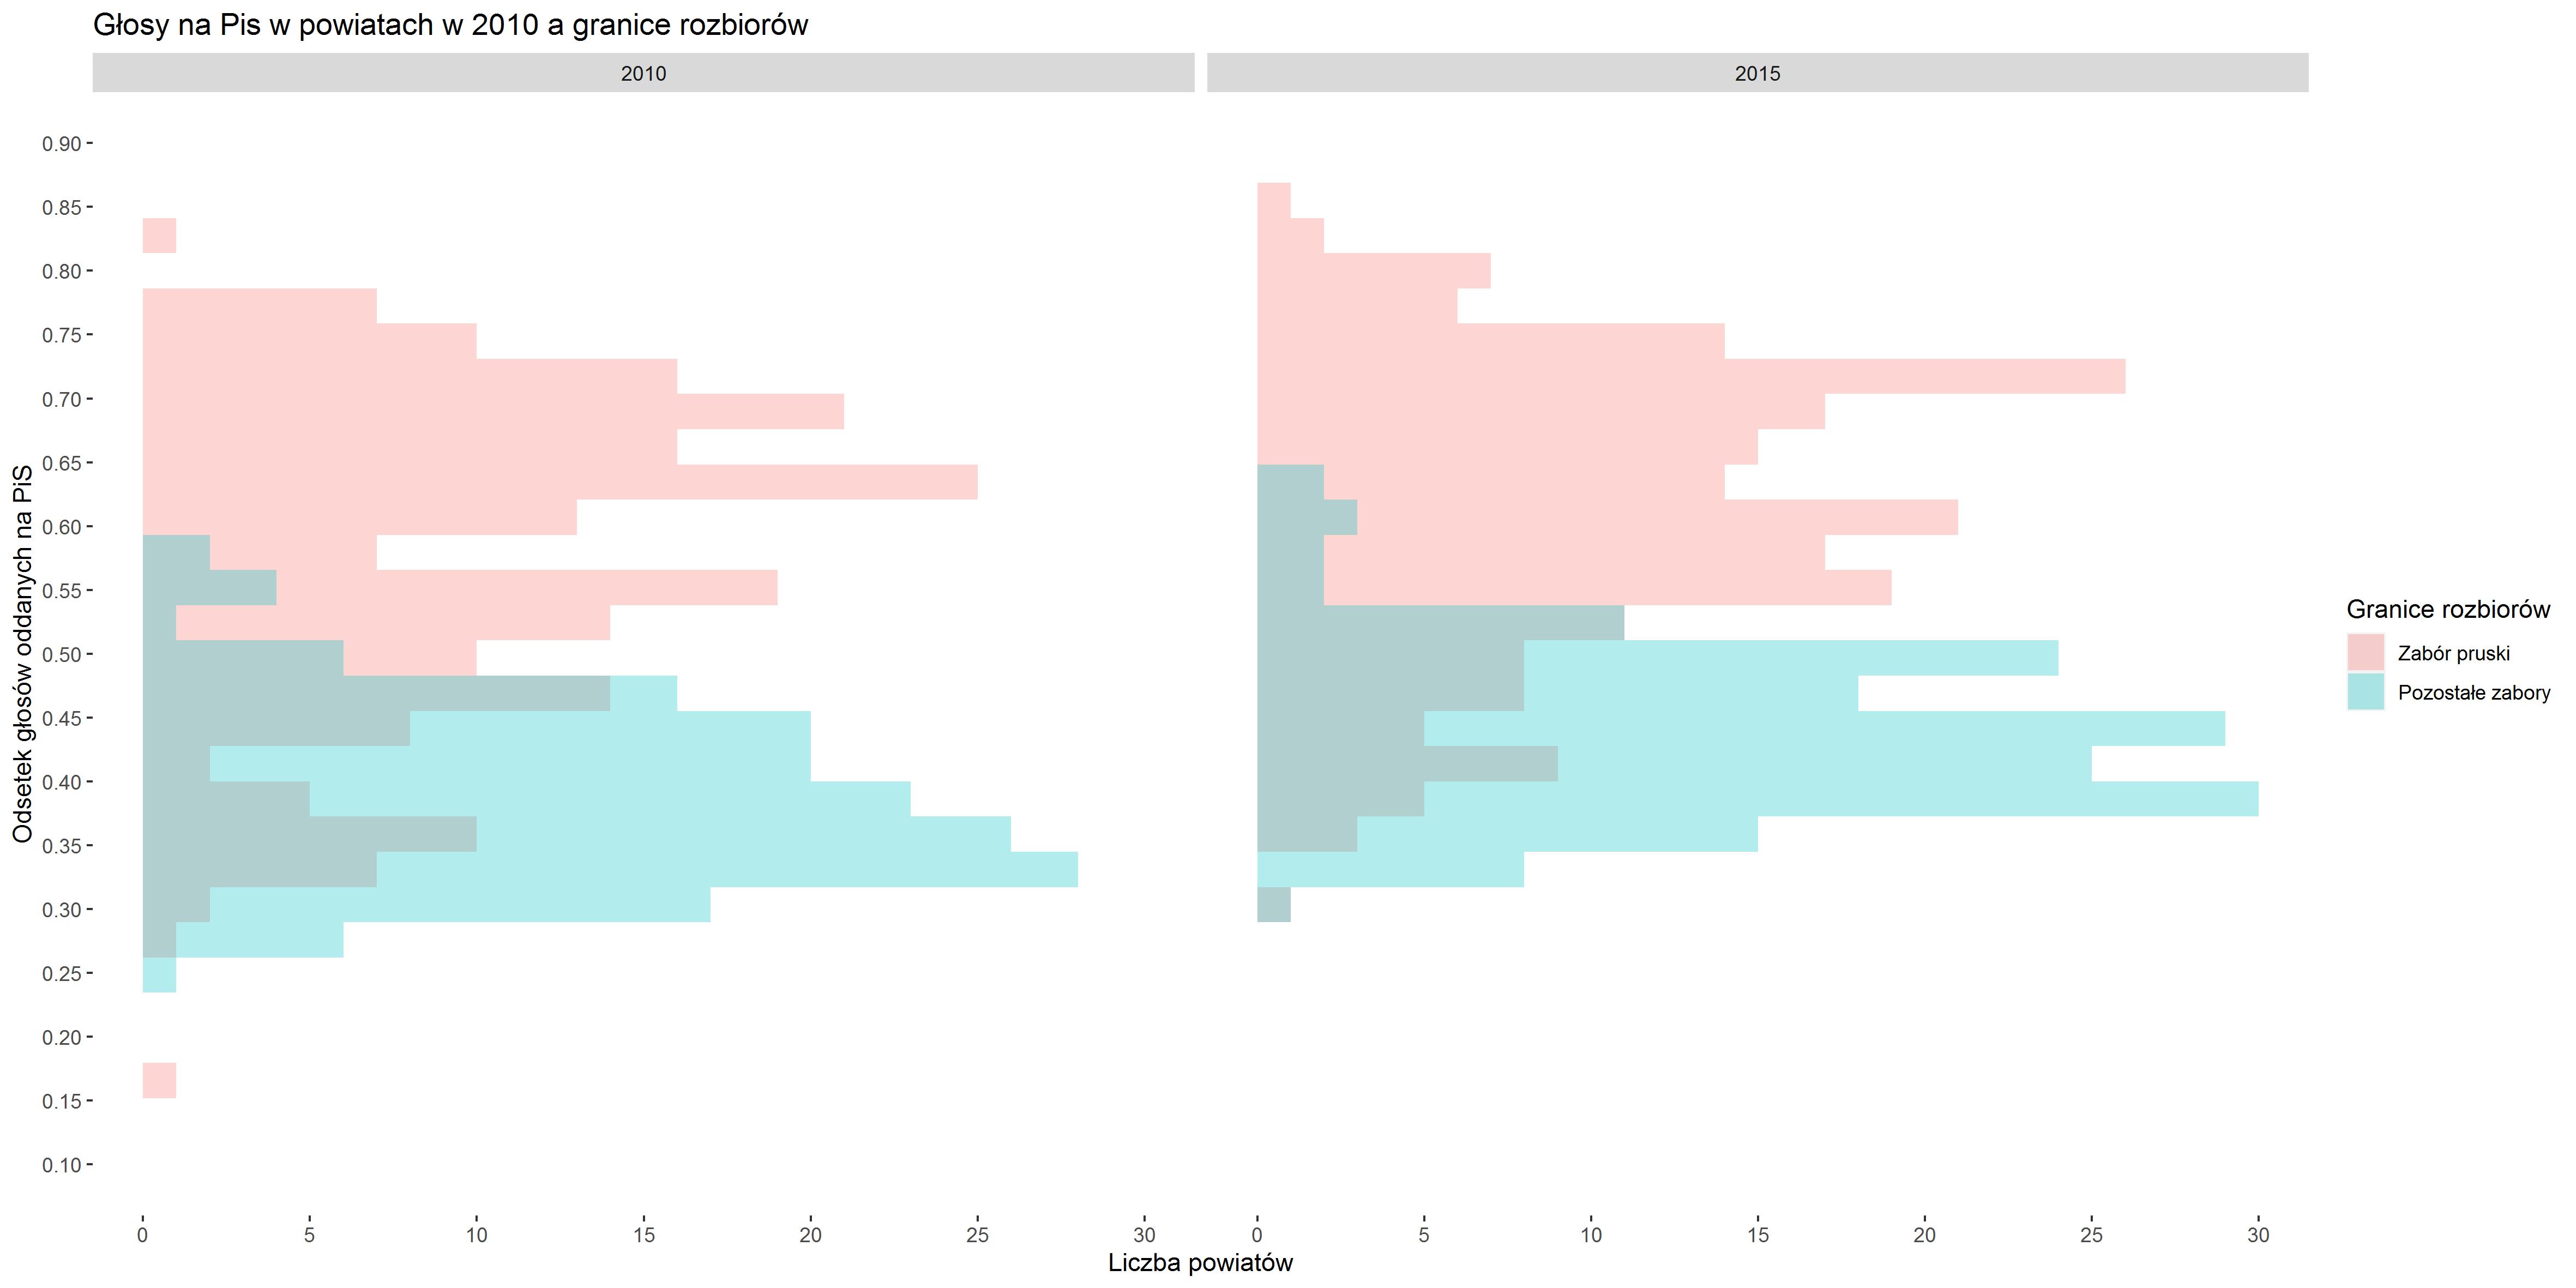 Głosy na Pis w powiatach w 2010 a granice rozbiorów
2010
2015
Odsetek głosów oddanych na PiS
0.90
0.85
0.80
0.75
0.70
0.65
0.60
0.55
0.50
0.45
0.40
0.35
0.30
0.25
0.20
0.15
0.10
0 5 10 15 20 25 30
0 5 10 15 20 25 30
Liczba powiatów
Granice rozbiorów
Zabór pruski
Pozostałe zabory